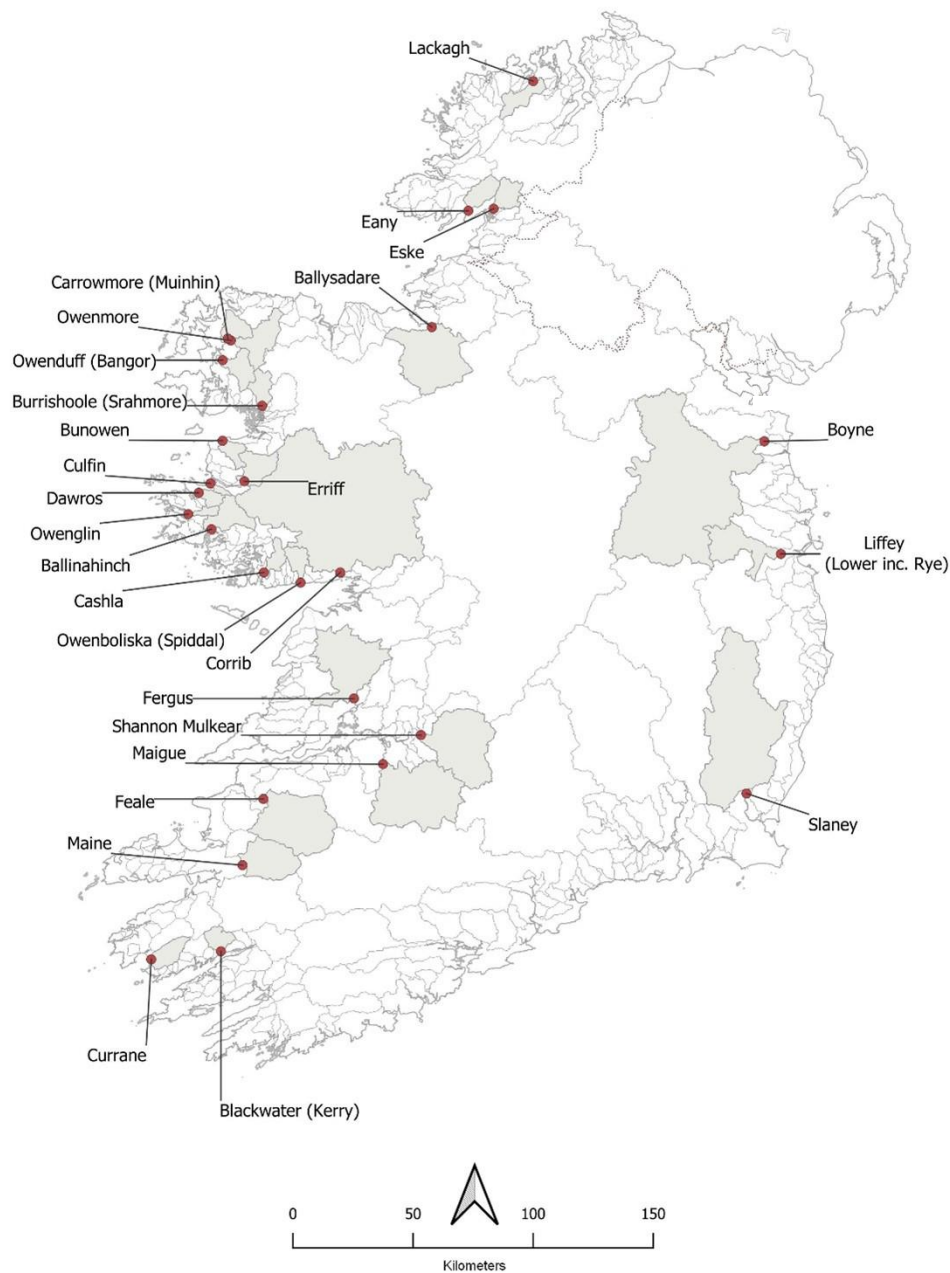 Lackagh
Eany
Eske
Ballysadare
Carrowmore (Muinhin)
Owenmore
Owenduff (Bangor)
Burrishoole (Srahmore)
Bunowen
Boyne
Culfin
Erriff
Dawros
Owenglin
Ballinahinch
Liffey
(Lower inc. Rye)
Cashla
Owenboliska (Spiddal)
Corrib
Fergus
Shannon Mulkear
Maigue
Feale
Slaney
Maine
Currane
Blackwater (Kerry)
0 50 100 150
Kilometers